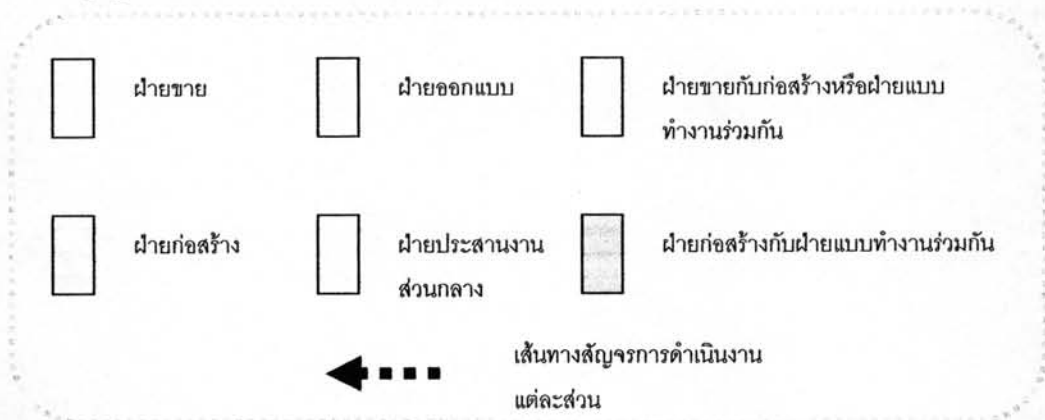 ฝ่ายขาย
ฝ่ายออกแบบ
ฝ่ายขายกับก่อสร้างหรือฝ่ายแบบ
ทำงานร่วมกัน
ฝ่ายก่อสร้าง
ฝ่ายประสานงาน
ส่วนกลาง
ฝ่ายก่อสร้างกับฝ่ายแบบทำงานร่วมกัน
เส้นทางสัญจรการดำเนินงาน
แต่ละส่วน